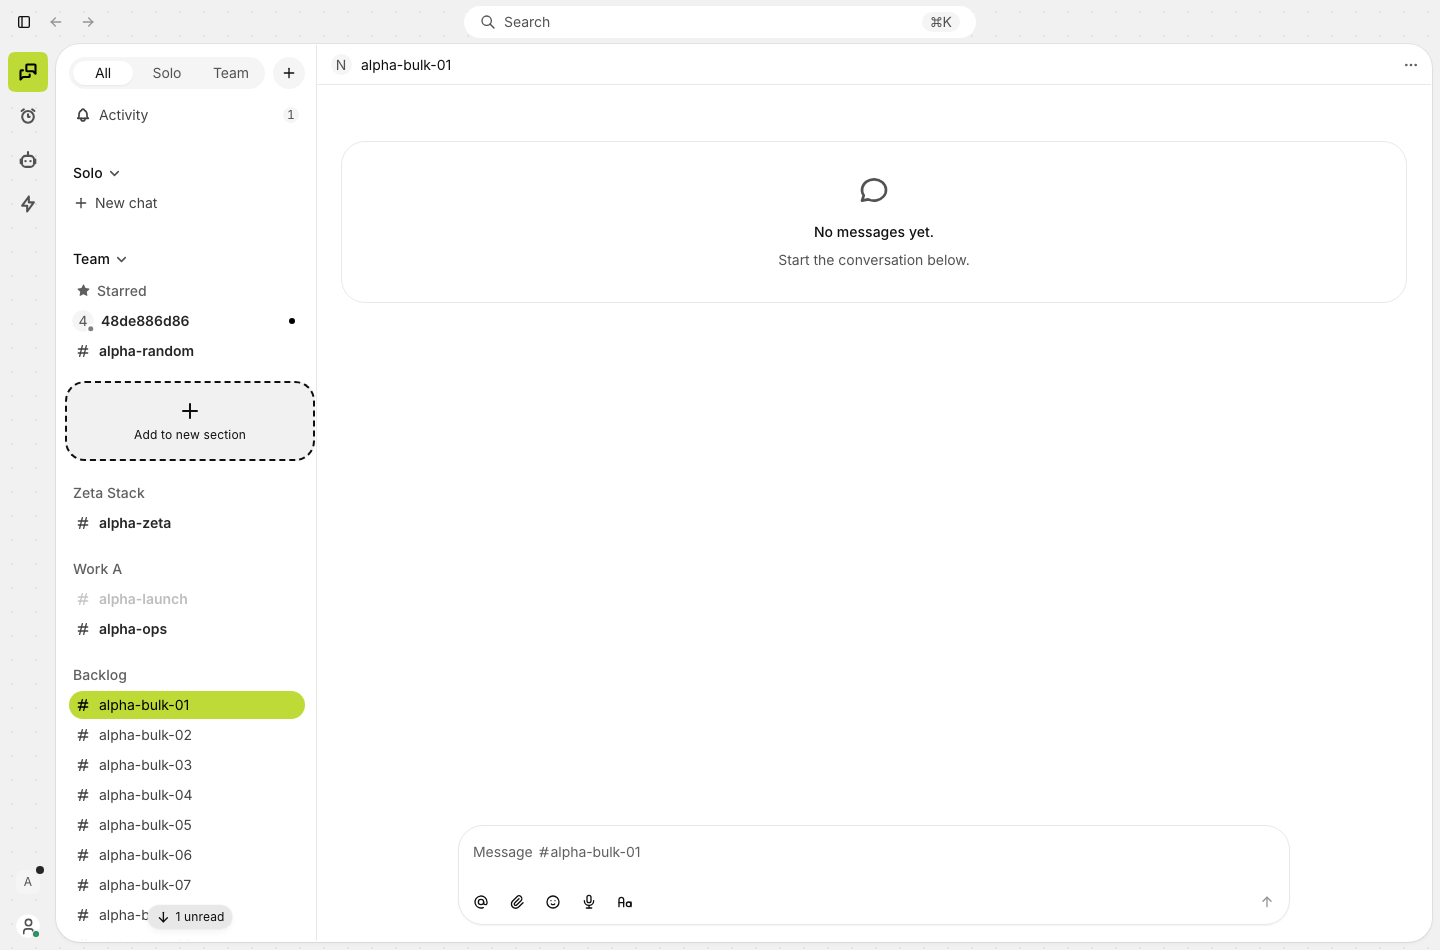 Search
⌘K
All
Solo
Team
N
alpha-bulk-01
Activity
1
Solo
New chat
Team
Starred
4
48de886d86
# alpha-random
Add to new section
Zeta Stack
# alpha-zeta
Work A
# alpha-launch
# alpha-ops
Backlog
# alpha-bulk-01
# alpha-bulk-02
# alpha-bulk-03
# alpha-bulk-04
# alpha-bulk-05
# alpha-bulk-06
# alpha-bulk-07
# alpha-b
1 unread
A
No messages yet.
Start the conversation below.
Message #alpha-bulk-01
Aa